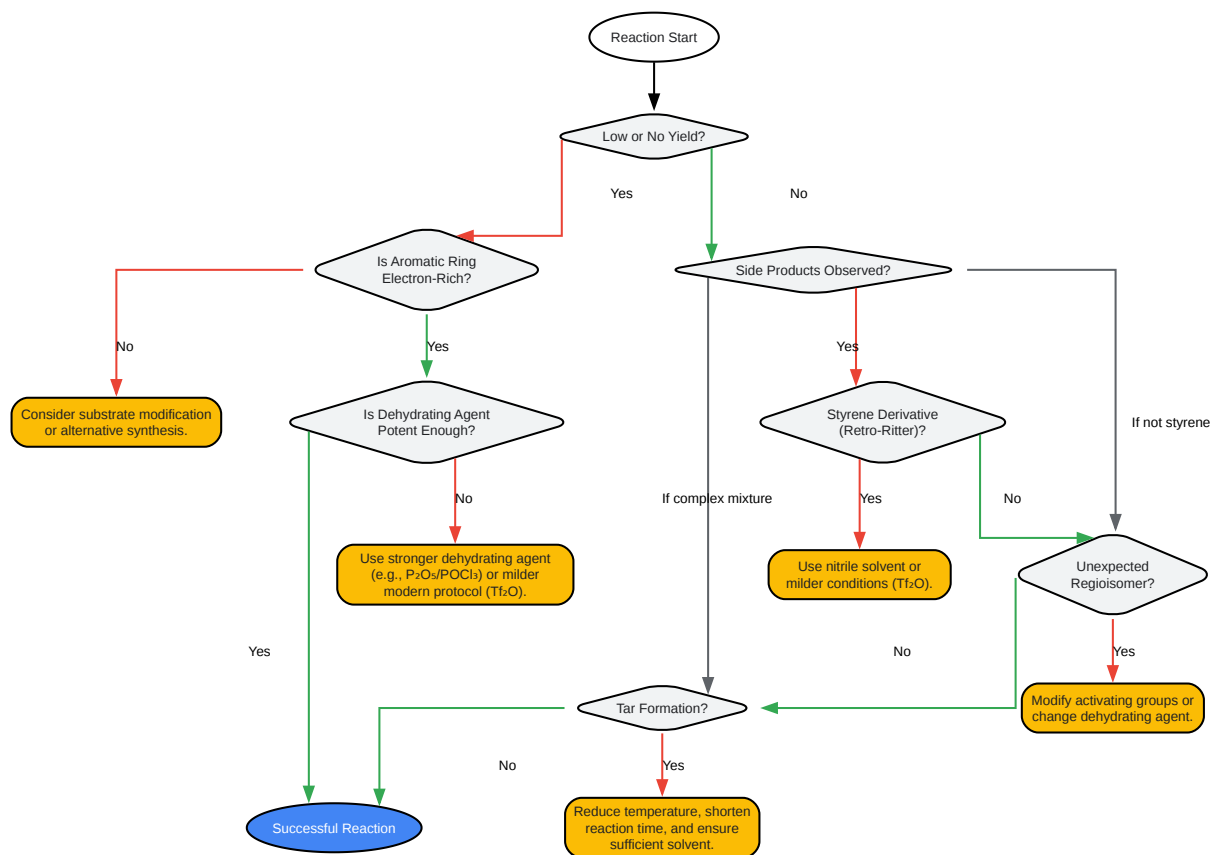 Reaction Start
Low or No Yield?
Yes
No
Is Aromatic Ring
Electron-Rich?
Side Products Observed?
No
Yes
Yes
Consider substrate modification
or alternative synthesis.
Is Dehydrating Agent
Potent Enough?
Styrene Derivative
(Retro-Ritter)?
If not styrene
No
If complex mixture
Yes
No
Use stronger dehydrating agent
(e.g., P₂O₅/POCl₃) or milder
modern protocol (Tf₂O).
Use nitrile solvent or
milder conditions (Tf₂O).
Unexpected
Regioisomer?
Yes
No
Yes
Modify activating groups or
change dehydrating agent.
Tar Formation?
No
Yes
Successful Reaction
Reduce temperature, shorten
reaction time, and ensure
sufficient solvent.